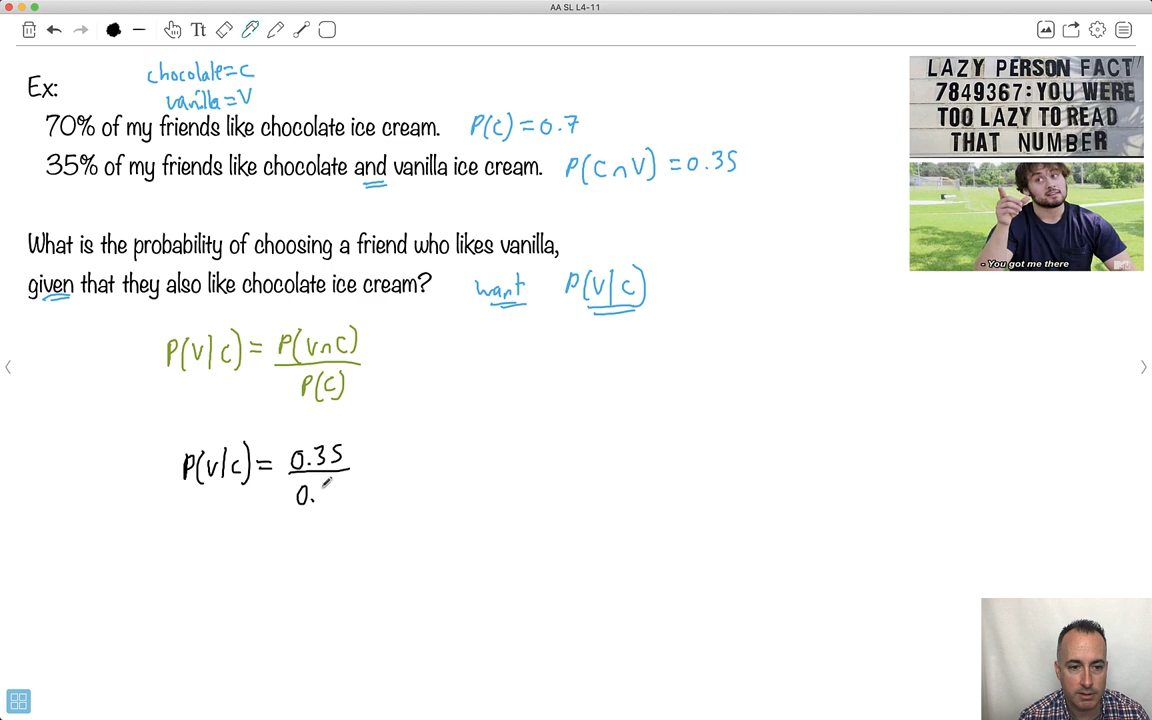 AA SL L4-11
Tt
Ex:
chocolate = C
vanilla = V
70% of my friends like chocolate ice cream. P(C) = 0.7
35% of my friends like chocolate and vanilla ice cream. P(C∩V) = 0.35
What is the probability of choosing a friend who likes vanilla,
given that they also like chocolate ice cream? want P(V|C)
P(V|C) = P(V∩C)
P(C)
P(V|C) = 0.35
0.
LAZY PERSON FACT
7849367: YOU WERE
TOO LAZY TO READ
THAT NUMBER
- You got me there